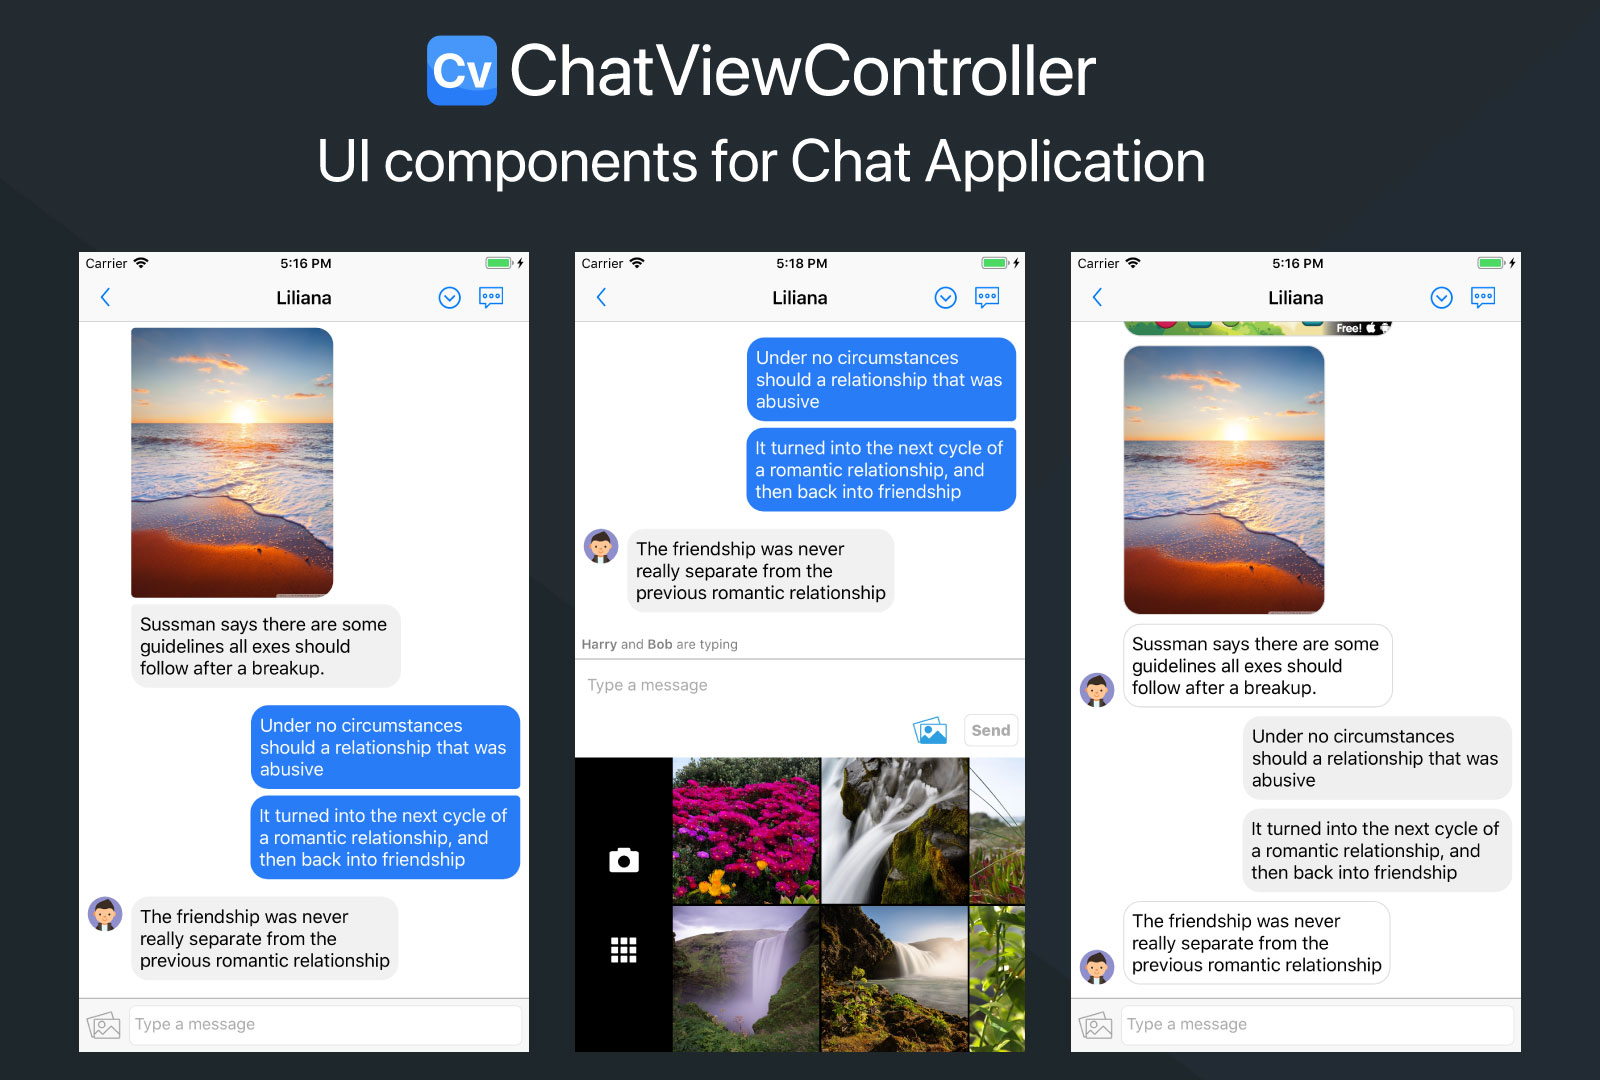 Cv ChatViewController
UI components for Chat Application
Carrier 5:16 PM
Liliana
Sussman says there are some
guidelines all exes should
follow after a breakup.
Under no circumstances
should a relationship that was
abusive
It turned into the next cycle of
a romantic relationship, and
then back into friendship
The friendship was never
really separate from the
previous romantic relationship
Type a message
Carrier 5:18 PM
Liliana
Under no circumstances
should a relationship that was
abusive
It turned into the next cycle of
a romantic relationship, and
then back into friendship
The friendship was never
really separate from the
previous romantic relationship
Harry and Bob are typing
Type a message
Send
Carrier 5:16 PM
Liliana
Free!
Sussman says there are some
guidelines all exes should
follow after a breakup.
Under no circumstances
should a relationship that was
abusive
It turned into the next cycle of
a romantic relationship, and
then back into friendship
The friendship was never
really separate from the
previous romantic relationship
Type a message